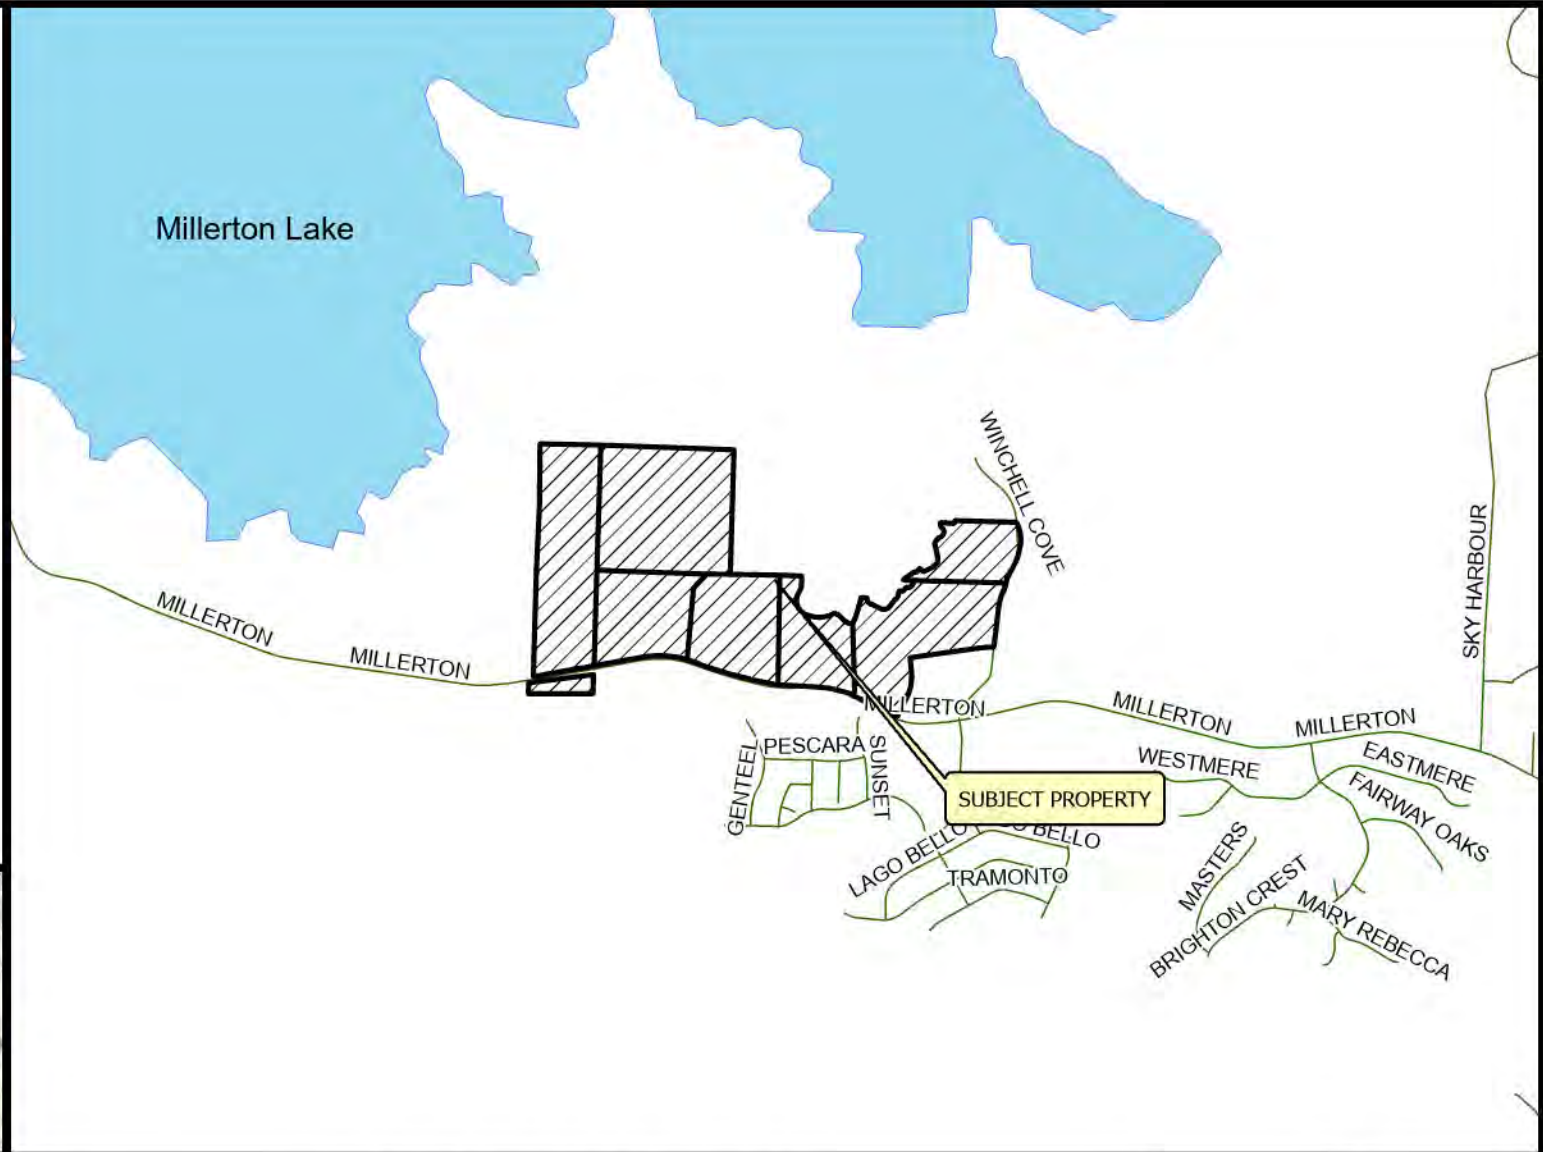 Millerton Lake
WINCHELL COVE
SKY HARBOUR
MILLERTON
MILLERTON
MILLERTON
MILLERTON
MILLERTON
PESCARA
GENTEEL
SUNSET
WESTMERE
EASTMERE
FAIRWAY OAKS
SUBJECT PROPERTY
LAGO BELLO
BELLO
TRAMONTO
MASTERS
BRIGHTON CREST
MARY REBECCA